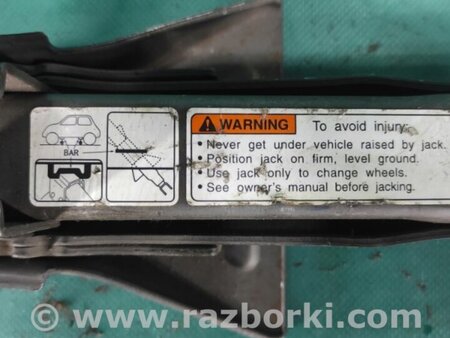 BAR
WARNING To avoid injury:
• Never get under vehicle raised by jack.
• Position jack on firm, level ground.
• Use jack only to change wheels.
• See owner's manual before jacking.
www.razborki.com